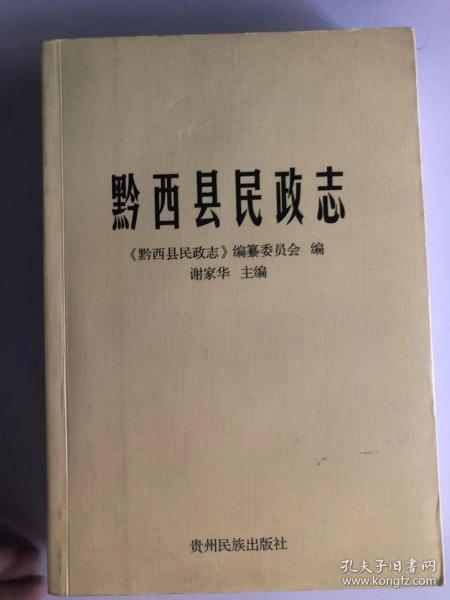 黔西县民政志
《黔西县民政志》编纂委员会 编
谢家华 主编
贵州民族出版社
孔夫子旧书网
www.kongfz.com